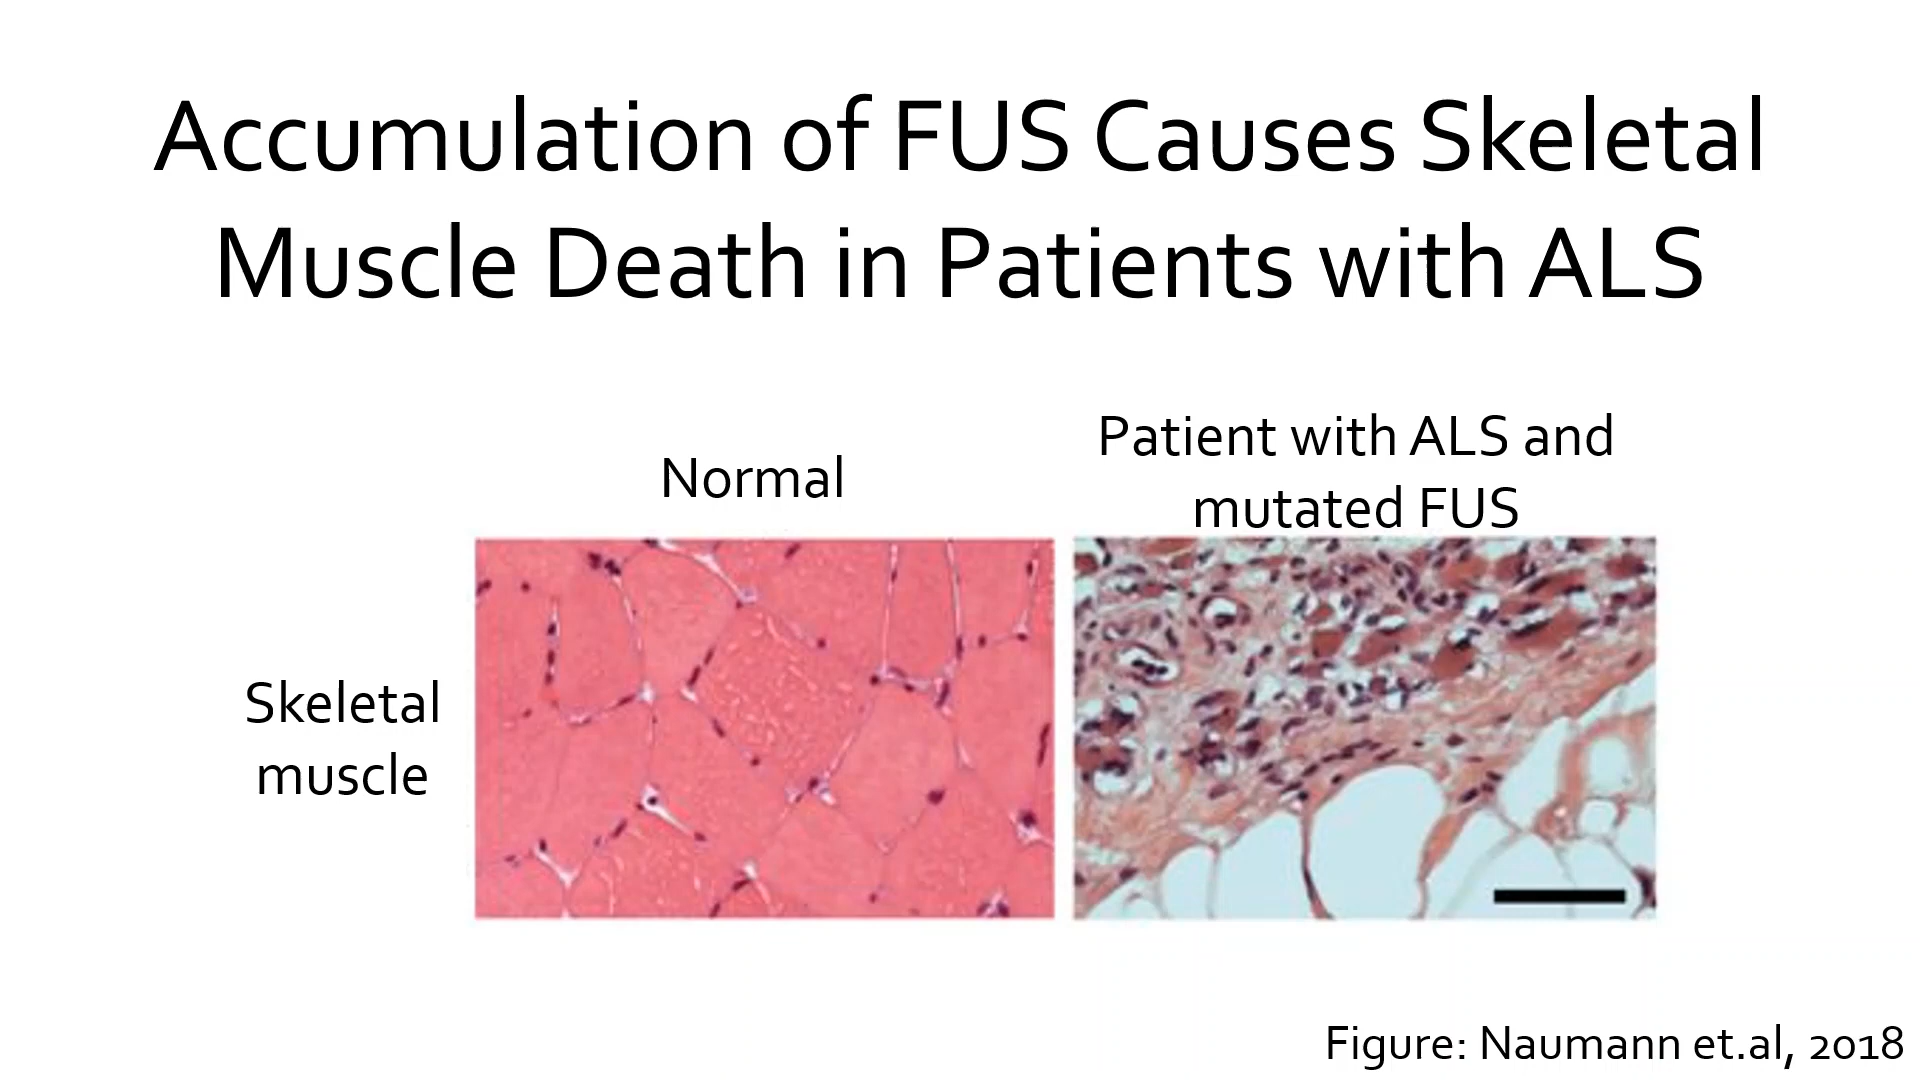 Accumulation of FUS Causes Skeletal
Muscle Death in Patients with ALS
Normal
Patient with ALS and
mutated FUS
Skeletal
muscle
Figure: Naumann et.al, 2018